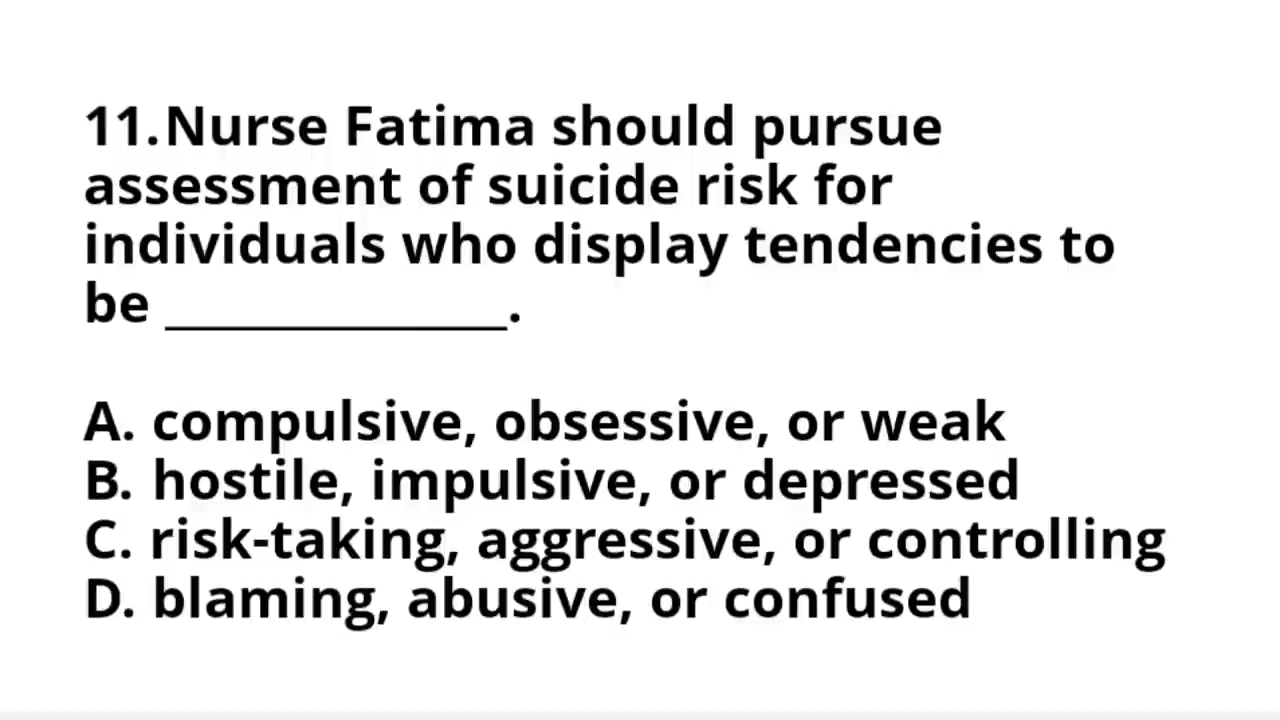 11.Nurse Fatima should pursue
assessment of suicide risk for
individuals who display tendencies to
be _______________.
A. compulsive, obsessive, or weak
B. hostile, impulsive, or depressed
C. risk-taking, aggressive, or controlling
D. blaming, abusive, or confused